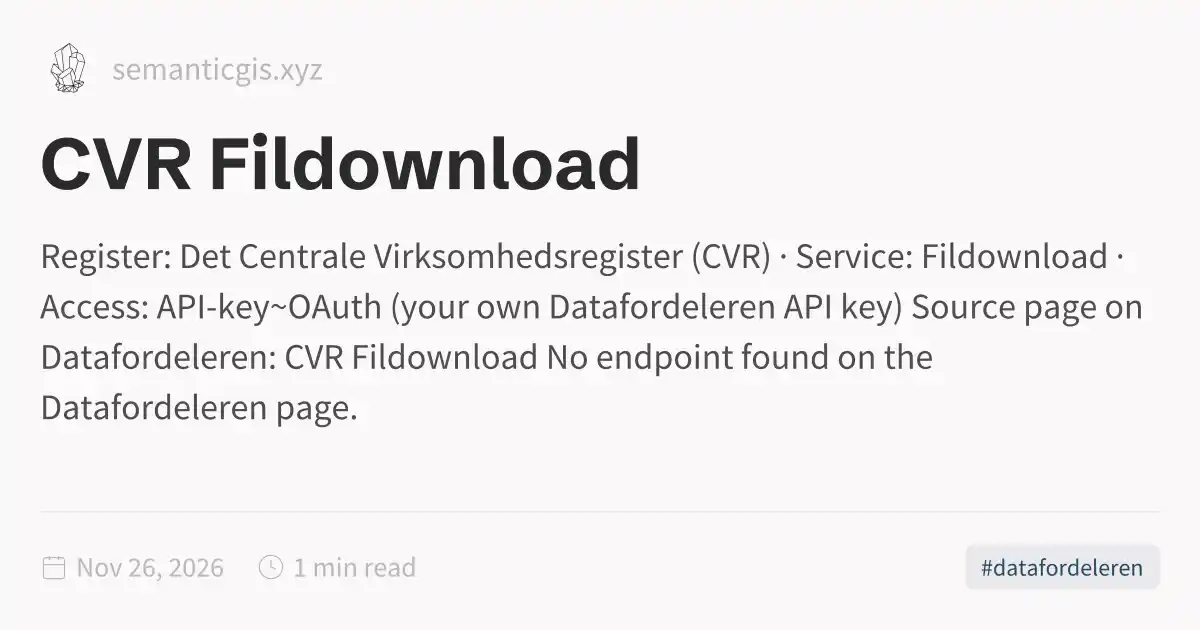 semanticgis.xyz
CVR Fildownload
Register: Det Centrale Virksomhedsregister (CVR) · Service: Fildownload ·
Access: API-key~OAuth (your own Datafordeleren API key) Source page on
Datafordeleren: CVR Fildownload No endpoint found on the
Datafordeleren page.
Nov 26, 2026 1 min read
#datafordeleren